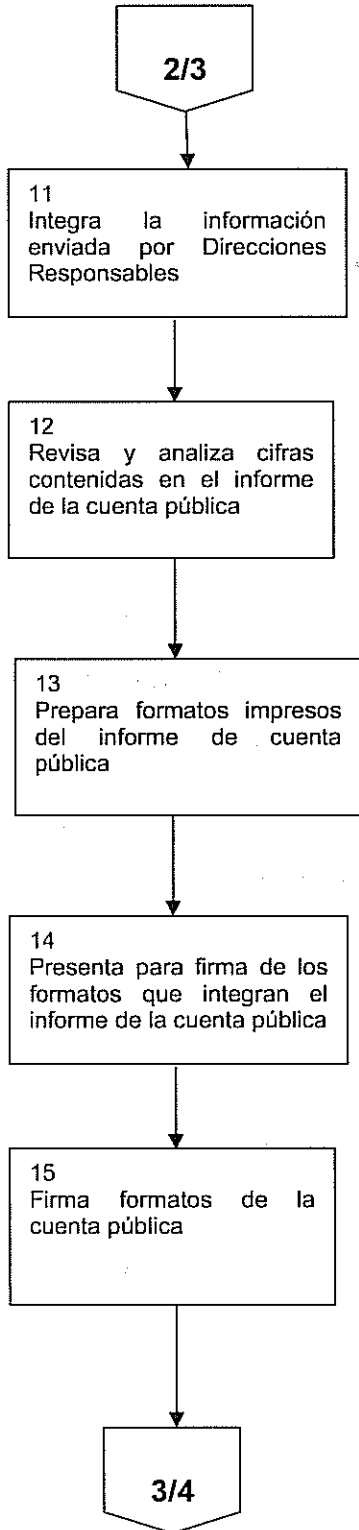 2/3
11
Integra la información
enviada por Direcciones
Responsables
12
Revisa y analiza cifras
contenidas en el informe
de la cuenta pública
13
Prepara formatos impresos
del informe de cuenta
pública
14
Presenta para firma de los
formatos que integran el
informe de la cuenta pública
15
Firma formatos de la
cuenta pública
3/4